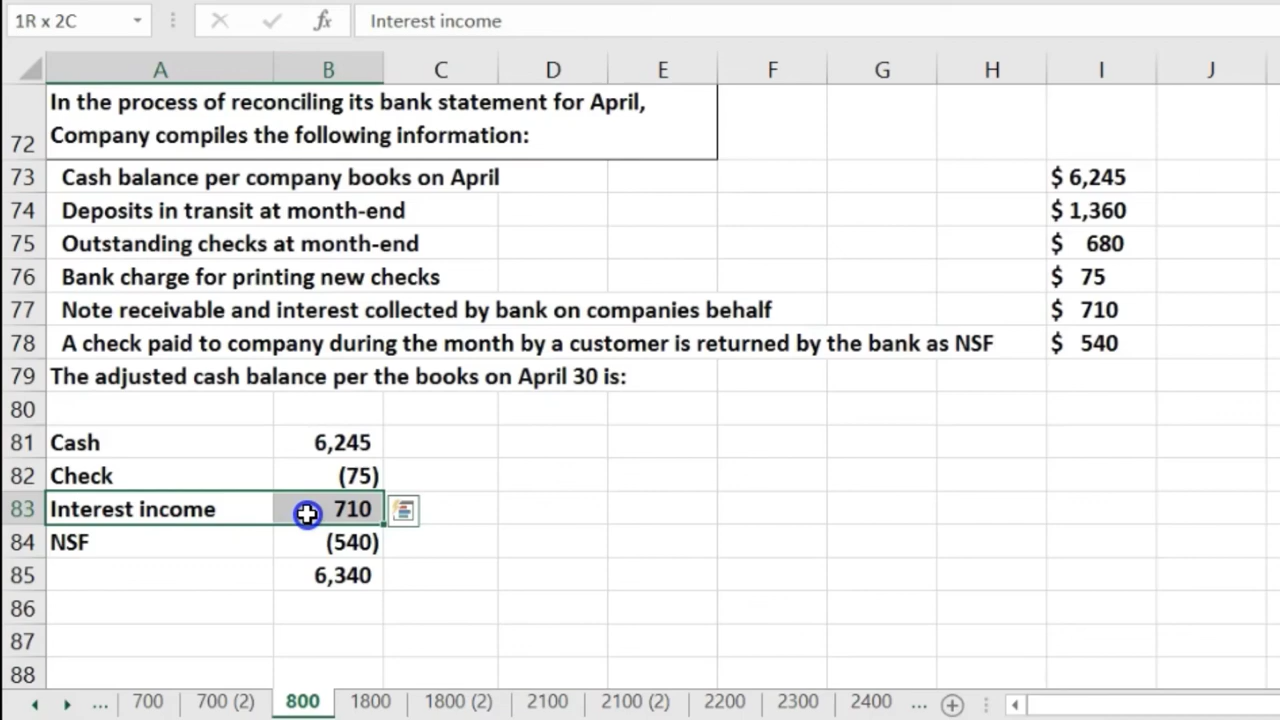 1R x 2C fx Interest income
A B C D E F G H I J
72 In the process of reconciling its bank statement for April,
Company compiles the following information:
73 Cash balance per company books on April $ 6,245
74 Deposits in transit at month-end $ 1,360
75 Outstanding checks at month-end $ 680
76 Bank charge for printing new checks $ 75
77 Note receivable and interest collected by bank on companies behalf $ 710
78 A check paid to company during the month by a customer is returned by the bank as NSF $ 540
79 The adjusted cash balance per the books on April 30 is:
80
81 Cash 6,245
82 Check (75)
83 Interest income 710
84 NSF (540)
85 6,340
86
87
88
... 700 700 (2) 800 1800 1800 (2) 2100 2100 (2) 2200 2300 2400 ...